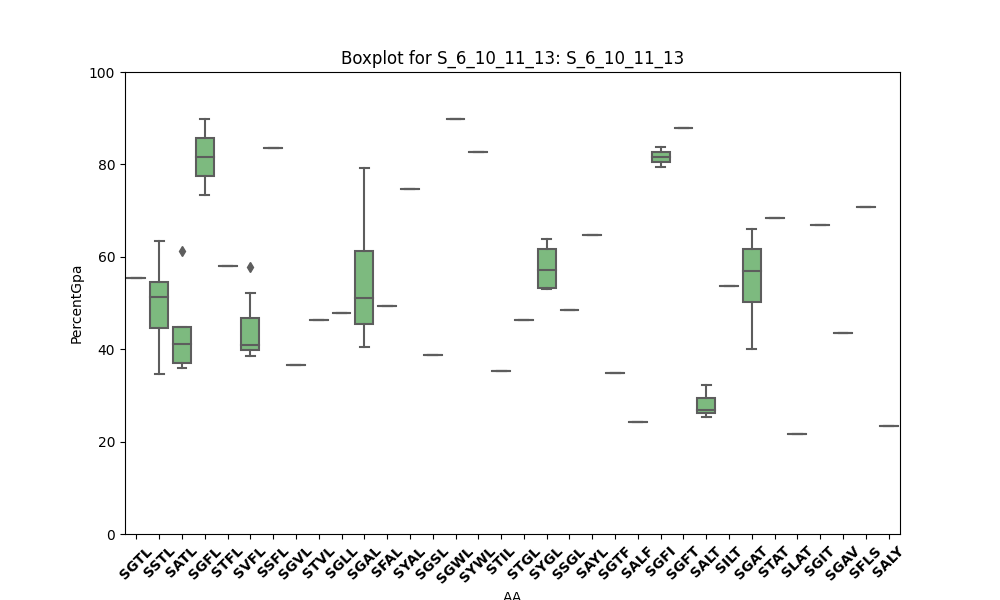 Boxplot for S_6_10_11_13: S_6_10_11_13
100
80
60
40
20
0
PercentGpa
SGTL SSTL SATL SGFL STFL SVFL SSFL SGVL STVL SGLL SGAL SFAL SYAL SGSL SGWL SYWL STIL STGL SYGL SSGL SAYL SGTF SALF SGFI SGFT SALT SILT SGAT STAT SLAT SGIT SGAV SFLS SALY
AA